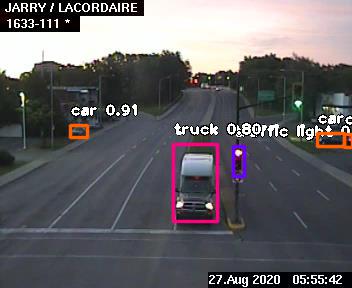 JARRY / LACORDAIRE
1633-111 *
car 0.91
truck 0.80
traffic light 0
car
27.Aug 2020 05:55:42